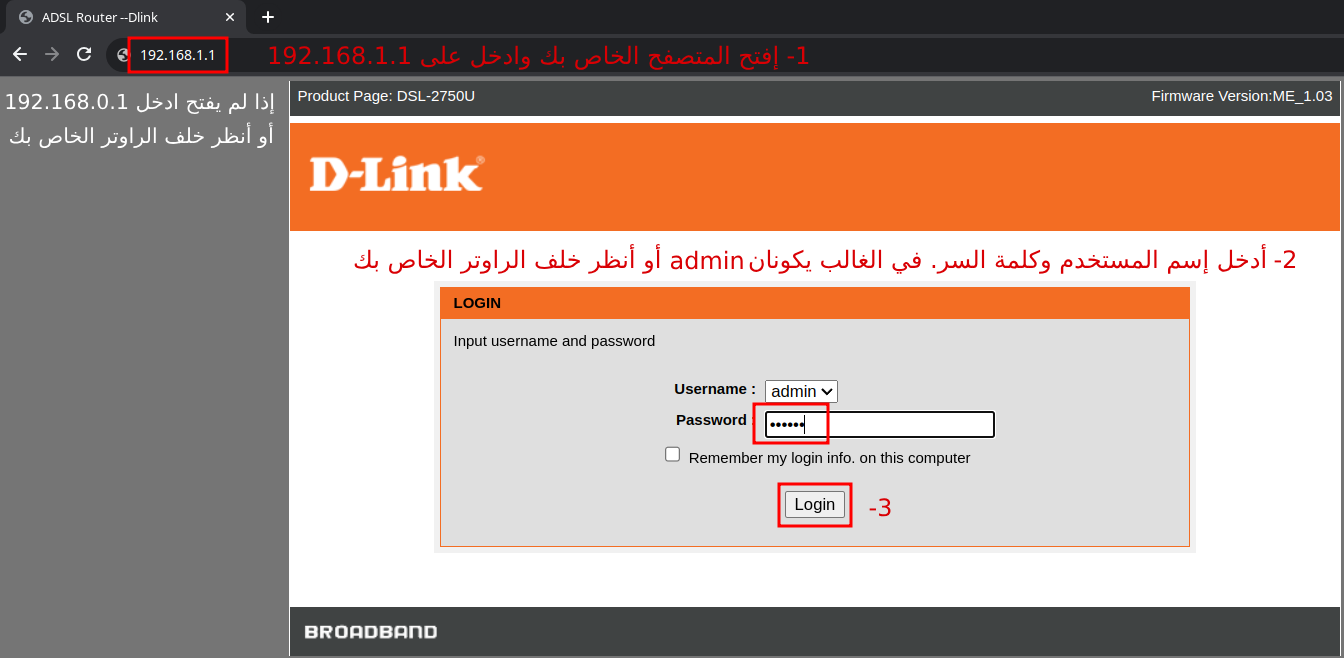 ADSL Router --Dlink
192.168.1.1
1- إفتح المتصفح الخاص بك وادخل على 192.168.1.1
إذا لم يفتح ادخل 192.168.0.1
أو أنظر خلف الراوتر الخاص بك
Product Page: DSL-2750U
Firmware Version:ME_1.03
D-Link®
2- أدخل إسم المستخدم وكلمة السر. في الغالب يكونان admin أو أنظر خلف الراوتر الخاص بك
LOGIN
Input username and password
Username : admin
Password : ••••••
Remember my login info. on this computer
Login
3-
BROADBAND